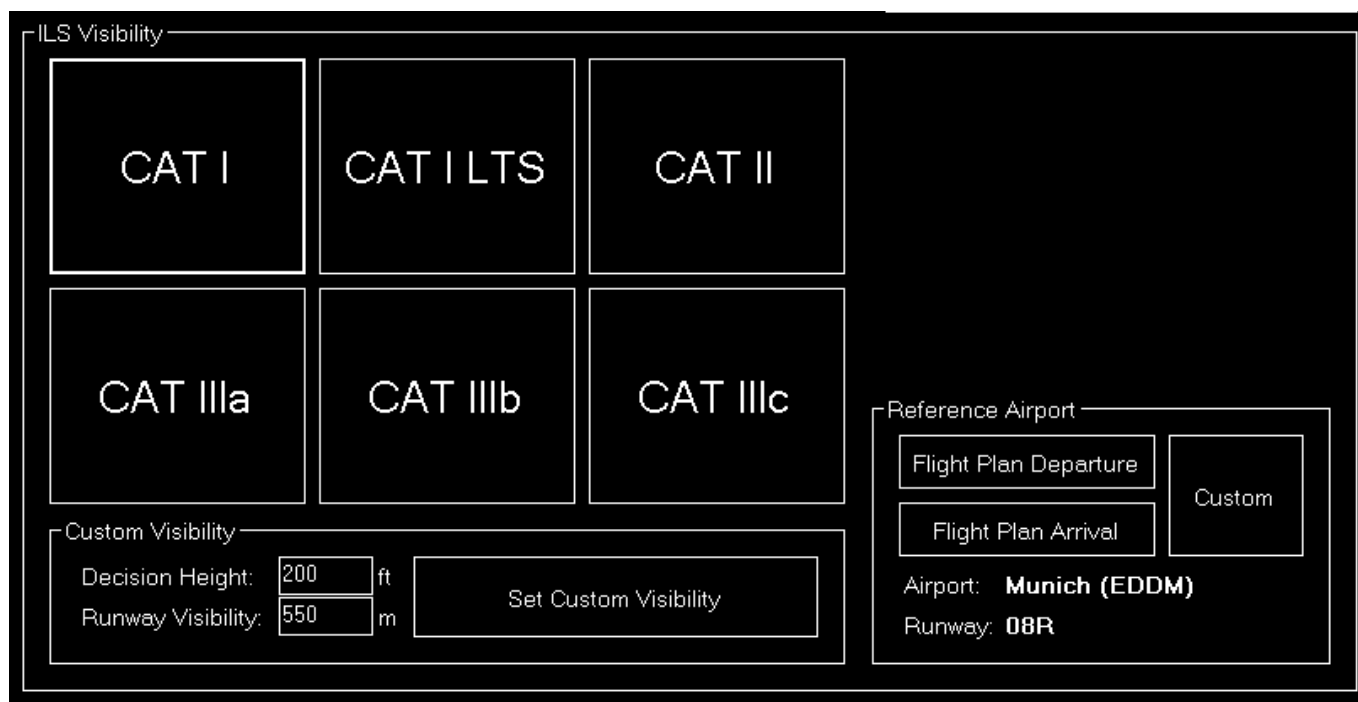 ILS Visibility
CAT I
CAT I LTS
CAT II
CAT IIIa
CAT IIIb
CAT IIIc
Custom Visibility
Decision Height: 200 ft
Runway Visibility: 550 m
Set Custom Visibility
Reference Airport
Flight Plan Departure
Flight Plan Arrival
Custom
Airport: Munich (EDDM)
Runway: 08R